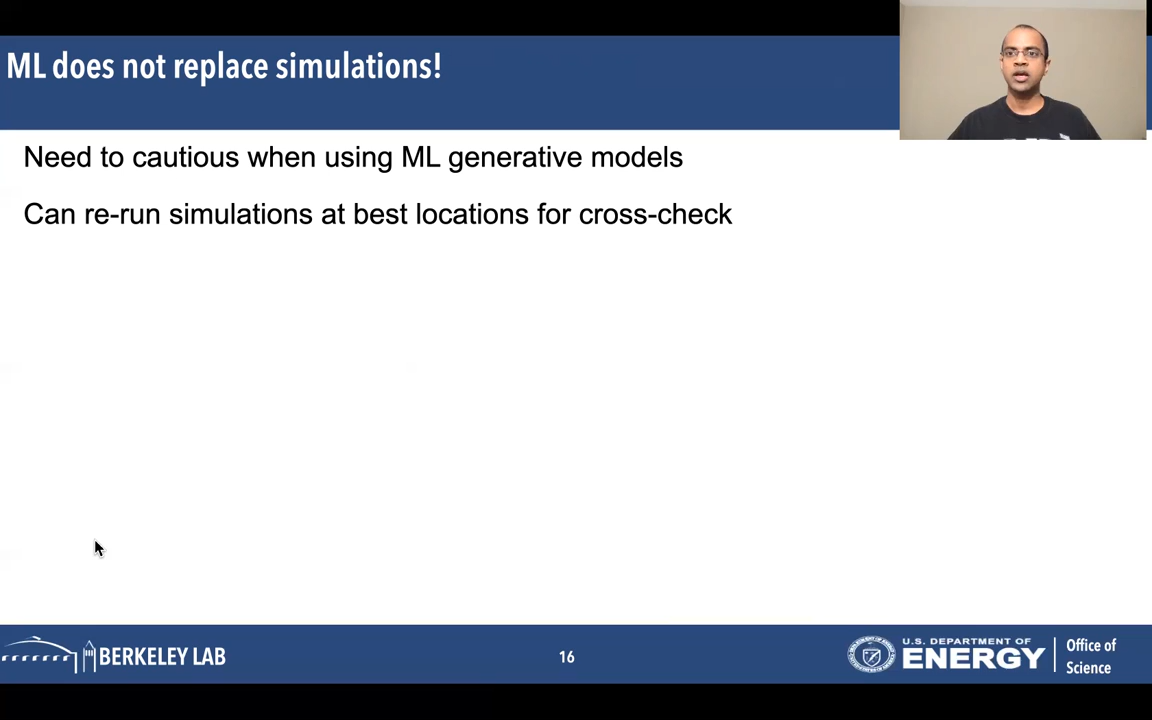 ML does not replace simulations!
Need to cautious when using ML generative models
Can re-run simulations at best locations for cross-check
BERKELEY LAB
16
U.S. DEPARTMENT OF
ENERGY
Office of
Science